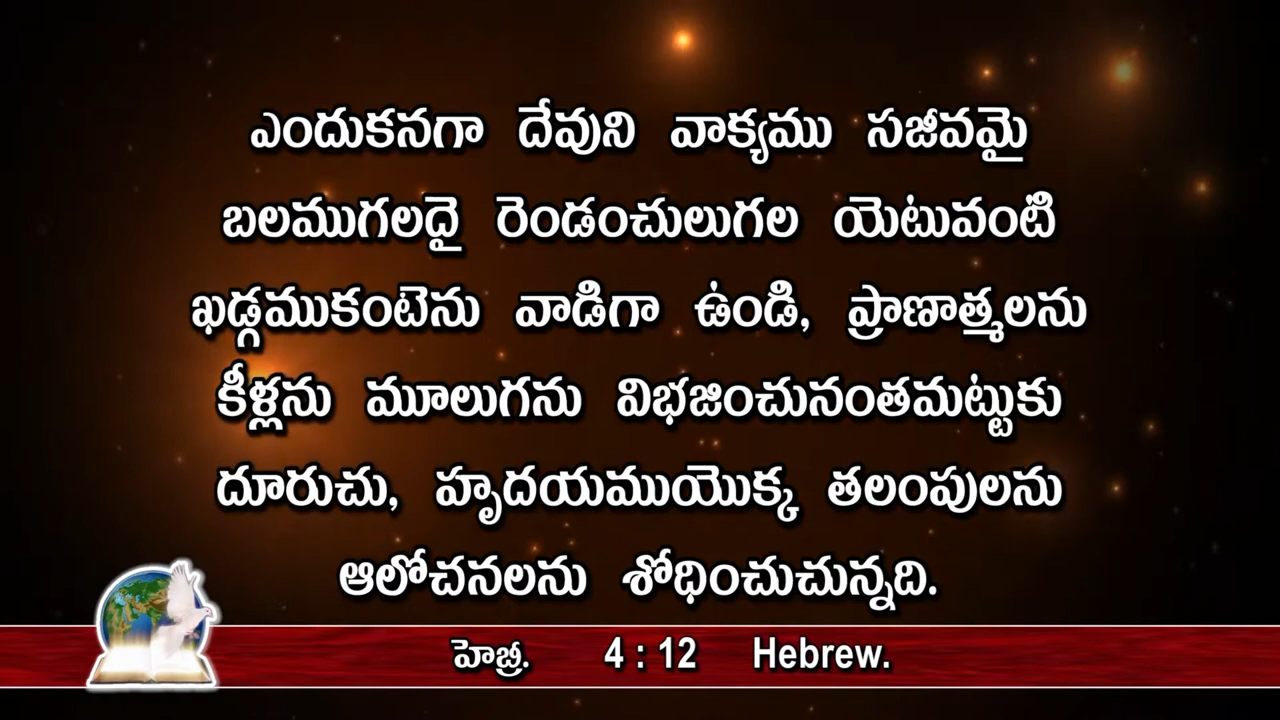 ఎందుకనగా దేవుని వాక్యము సజీవమై
బలముగలదై రెండంచులుగల యెటువంటి
ఖడ్గముకంటెను వాడిగా ఉండి, ప్రాణాత్మలను
కీళ్లను మూలుగను విభజించునంతమట్టుకు
దూరుచు, హృదయముయొక్క తలంపులను
ఆలోచనలను శోధించుచున్నది.
హెబ్రీ. 4 : 12 Hebrew.